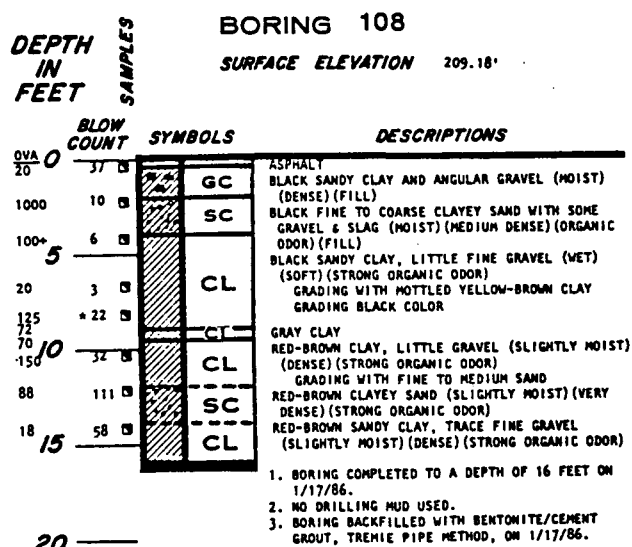 BORING 108
SURFACE ELEVATION 209.18'
DEPTH IN FEET
SAMPLES
BLOW COUNT
SYMBOLS
DESCRIPTIONS
OVA
0
20 37
ASPHALT
GC
BLACK SANDY CLAY AND ANGULAR GRAVEL (MOIST)
(DENSE)(FILL)
1000 10
SC
BLACK FINE TO COARSE CLAYEY SAND WITH SOME
GRAVEL & SLAG (MOIST)(MEDIUM DENSE)(ORGANIC
ODOR)(FILL)
100+ 6
5
BLACK SANDY CLAY, LITTLE FINE GRAVEL (WET)
(SOFT)(STRONG ORGANIC ODOR)
20 3
CL
GRADING WITH MOTTLED YELLOW-BROWN CLAY
GRADING BLACK COLOR
125 *22
72
GRAY CLAY
70
10
150 32
CL
RED-BROWN CLAY, LITTLE GRAVEL (SLIGHTLY MOIST)
(DENSE)(STRONG ORGANIC ODOR)
GRADING WITH FINE TO MEDIUM SAND
88 111
SC
RED-BROWN CLAYEY SAND (SLIGHTLY MOIST)(VERY
DENSE)(STRONG ORGANIC ODOR)
18 58
15
CL
RED-BROWN SANDY CLAY, TRACE FINE GRAVEL
(SLIGHTLY MOIST)(DENSE)(STRONG ORGANIC ODOR)
1. BORING COMPLETED TO A DEPTH OF 16 FEET ON
1/17/86.
2. NO DRILLING MUD USED.
3. BORING BACKFILLED WITH BENTONITE/CEMENT
GROUT, TREMIE PIPE METHOD, ON 1/17/86.
20